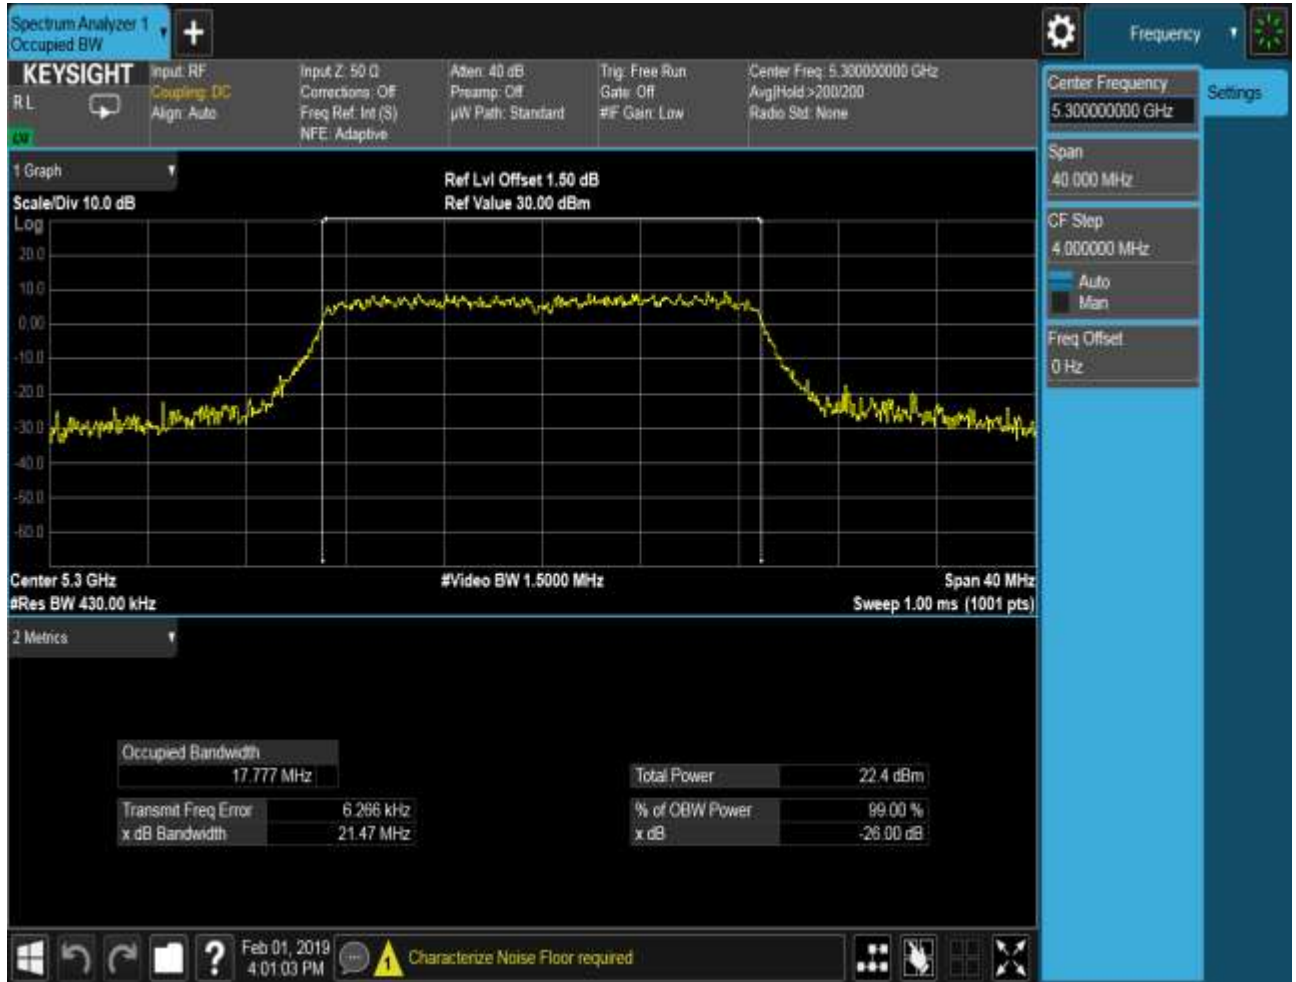 Spectrum Analyzer 1
Occupied BW
Frequency
KEYSIGHT
RL
Input: RF
Coupling: DC
Align: Auto
Input Z: 50 Ω
Corrections: Off
Freq Ref: Int (S)
NFE: Adaptive
Atten: 40 dB
Preamp: Off
µW Path: Standard
Trig: Free Run
Gate: Off
#IF Gain: Low
Center Freq: 5.300000000 GHz
Avg|Hold:>200/200
Radio Std: None
Center Frequency
5.300000000 GHz
Settings
Span
40.000 MHz
CF Step
4.000000 MHz
Auto
Man
Freq Offset
0 Hz
1 Graph
Scale/Div 10.0 dB
Ref Lvl Offset 1.50 dB
Ref Value 30.00 dBm
Log
20.0
10.0
0.00
-10.0
-20.0
-30.0
-40.0
-50.0
-60.0
Center 5.3 GHz
#Video BW 1.5000 MHz
Span 40 MHz
#Res BW 430.00 kHz
Sweep 1.00 ms (1001 pts)
2 Metrics
Occupied Bandwidth
17.777 MHz
Total Power 22.4 dBm
Transmit Freq Error 6.266 kHz
% of OBW Power 99.00 %
x dB Bandwidth 21.47 MHz
x dB -26.00 dB
?
Feb 01, 2019
4:01:03 PM
1
Characterize Noise Floor required